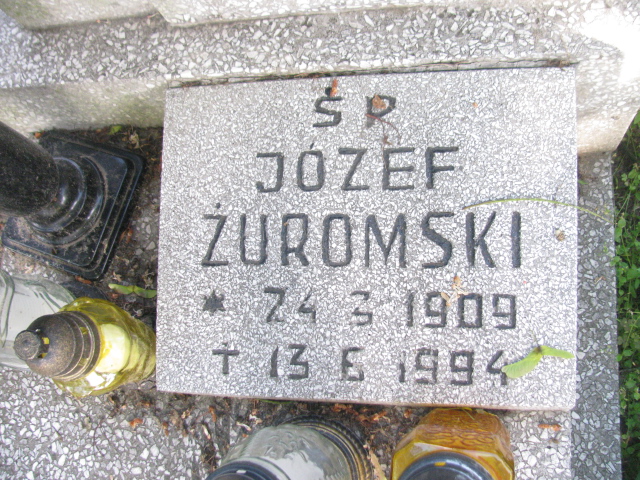 ŚP
JÓZEF
ŻUROMSKI
* 24 3 1909
† 13 6 1994